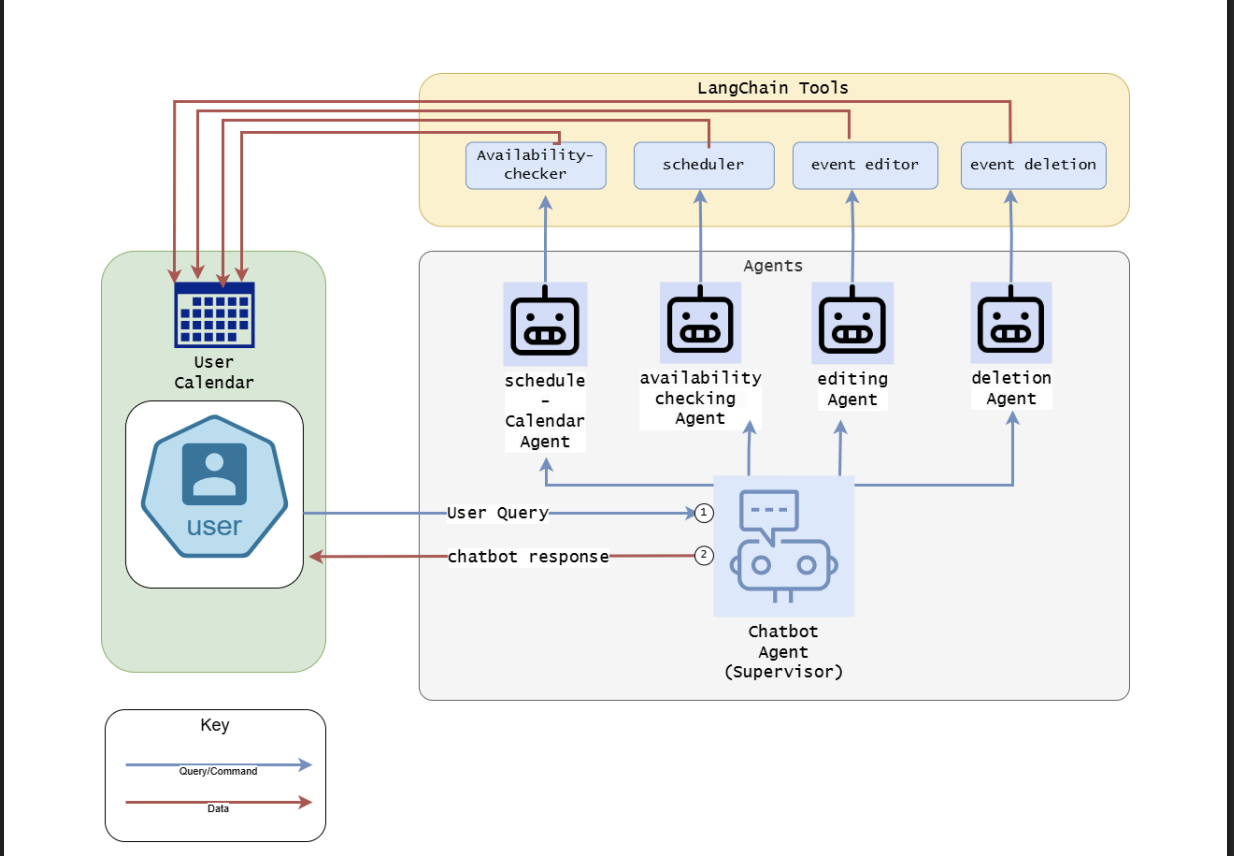 LangChain Tools
Availability-
checker
scheduler
event editor
event deletion
Agents
User
Calendar
schedule
-
Calendar
Agent
availability
checking
Agent
editing
Agent
deletion
Agent
user
User Query
1
chatbot response
2
Chatbot
Agent
(Supervisor)
Key
Query/Command
Data